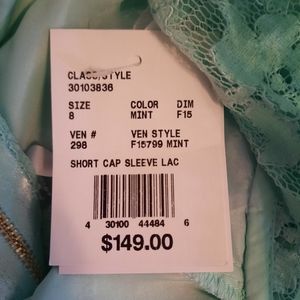 CLASS/STYLE
30103836
SIZE COLOR DIM
8 MINT F15
VEN # VEN STYLE
298 F15799 MINT
SHORT CAP SLEEVE LAC
4 30100 44484 6
$149.00